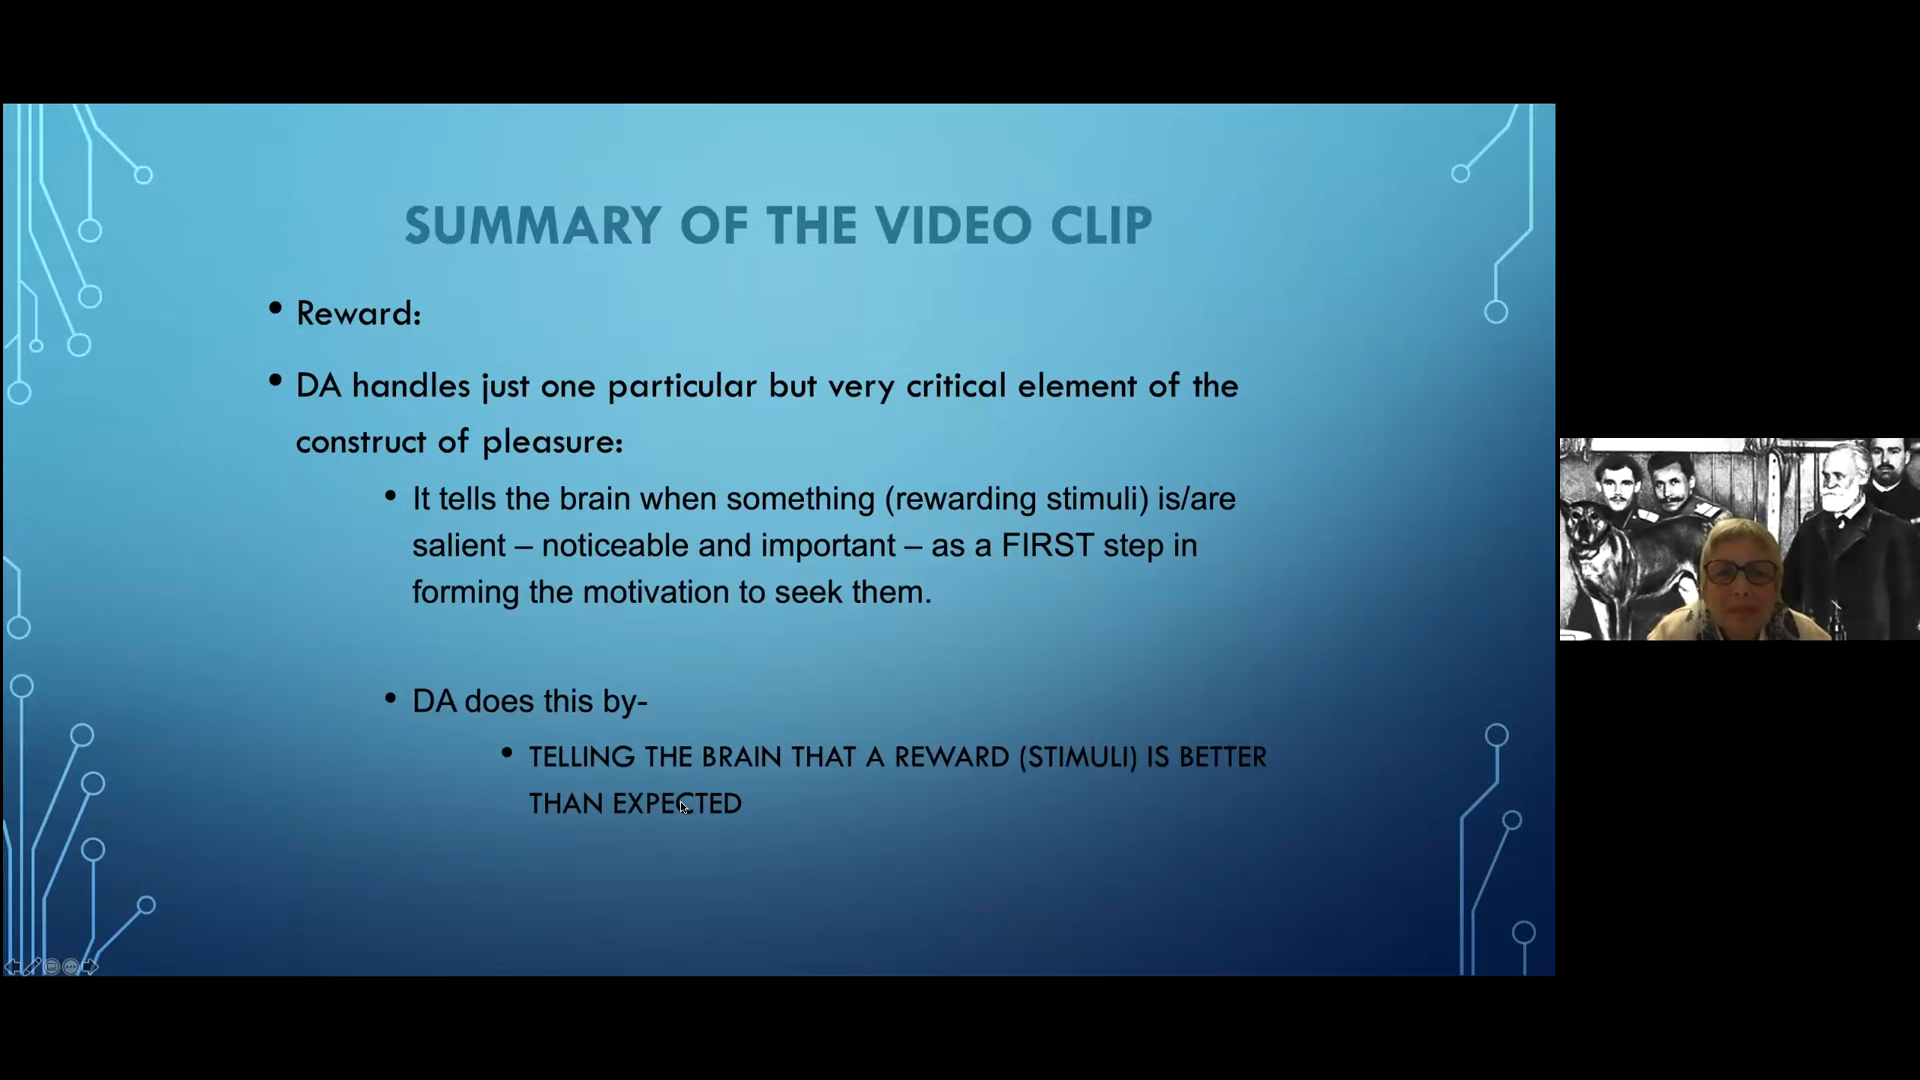 SUMMARY OF THE VIDEO CLIP
• Reward:
• DA handles just one particular but very critical element of the
construct of pleasure:
• It tells the brain when something (rewarding stimuli) is/are
salient – noticeable and important – as a FIRST step in
forming the motivation to seek them.
• DA does this by-
• TELLING THE BRAIN THAT A REWARD (STIMULI) IS BETTER
THAN EXPECTED